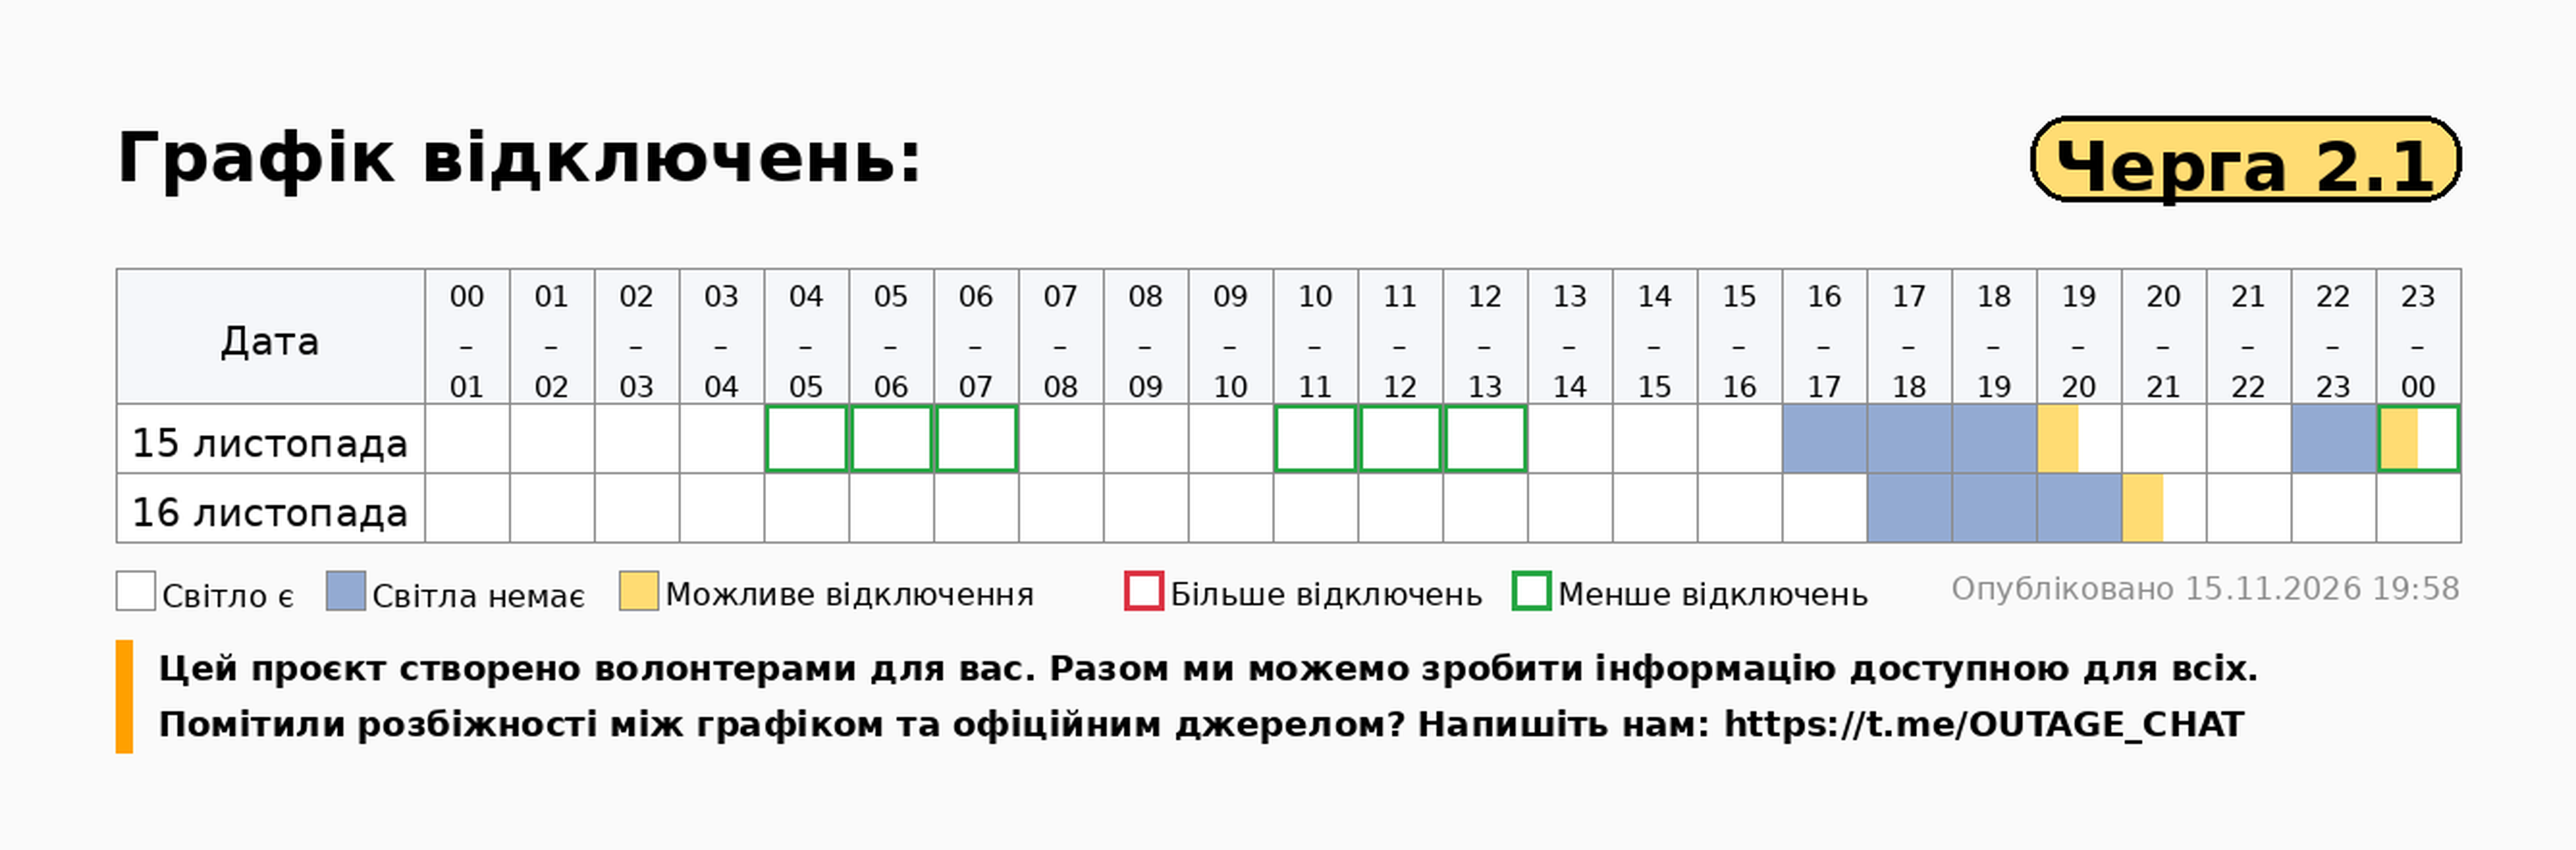 Графік відключень:
Черга 2.1
Дата
00 – 01
01 – 02
02 – 03
03 – 04
04 – 05
05 – 06
06 – 07
07 – 08
08 – 09
09 – 10
10 – 11
11 – 12
12 – 13
13 – 14
14 – 15
15 – 16
16 – 17
17 – 18
18 – 19
19 – 20
20 – 21
21 – 22
22 – 23
23 – 00
15 листопада
16 листопада
Світло є
Світла немає
Можливе відключення
Більше відключень
Менше відключень
Опубліковано 15.11.2026 19:58
Цей проєкт створено волонтерами для вас. Разом ми можемо зробити інформацію доступною для всіх.
Помітили розбіжності між графіком та офіційним джерелом? Напишіть нам: https://t.me/OUTAGE_CHAT